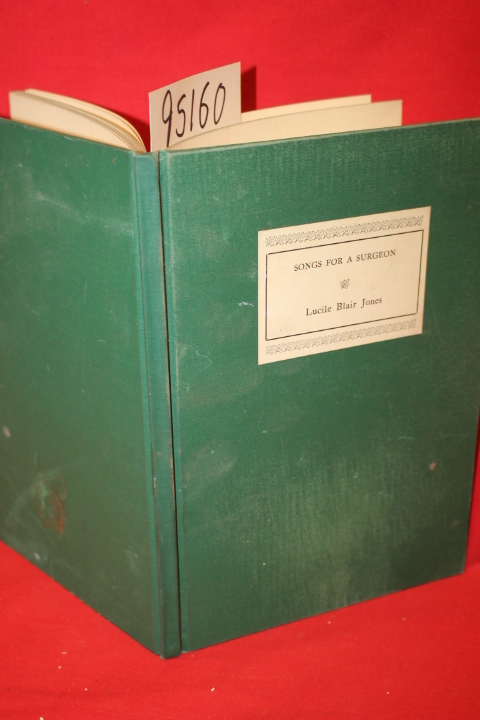 95160
SONGS FOR A SURGEON
Lucile Blair Jones